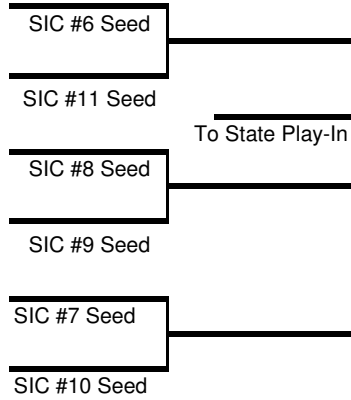 SIC #6 Seed
SIC #11 Seed
To State Play-In
SIC #8 Seed
SIC #9 Seed
SIC #7 Seed
SIC #10 Seed